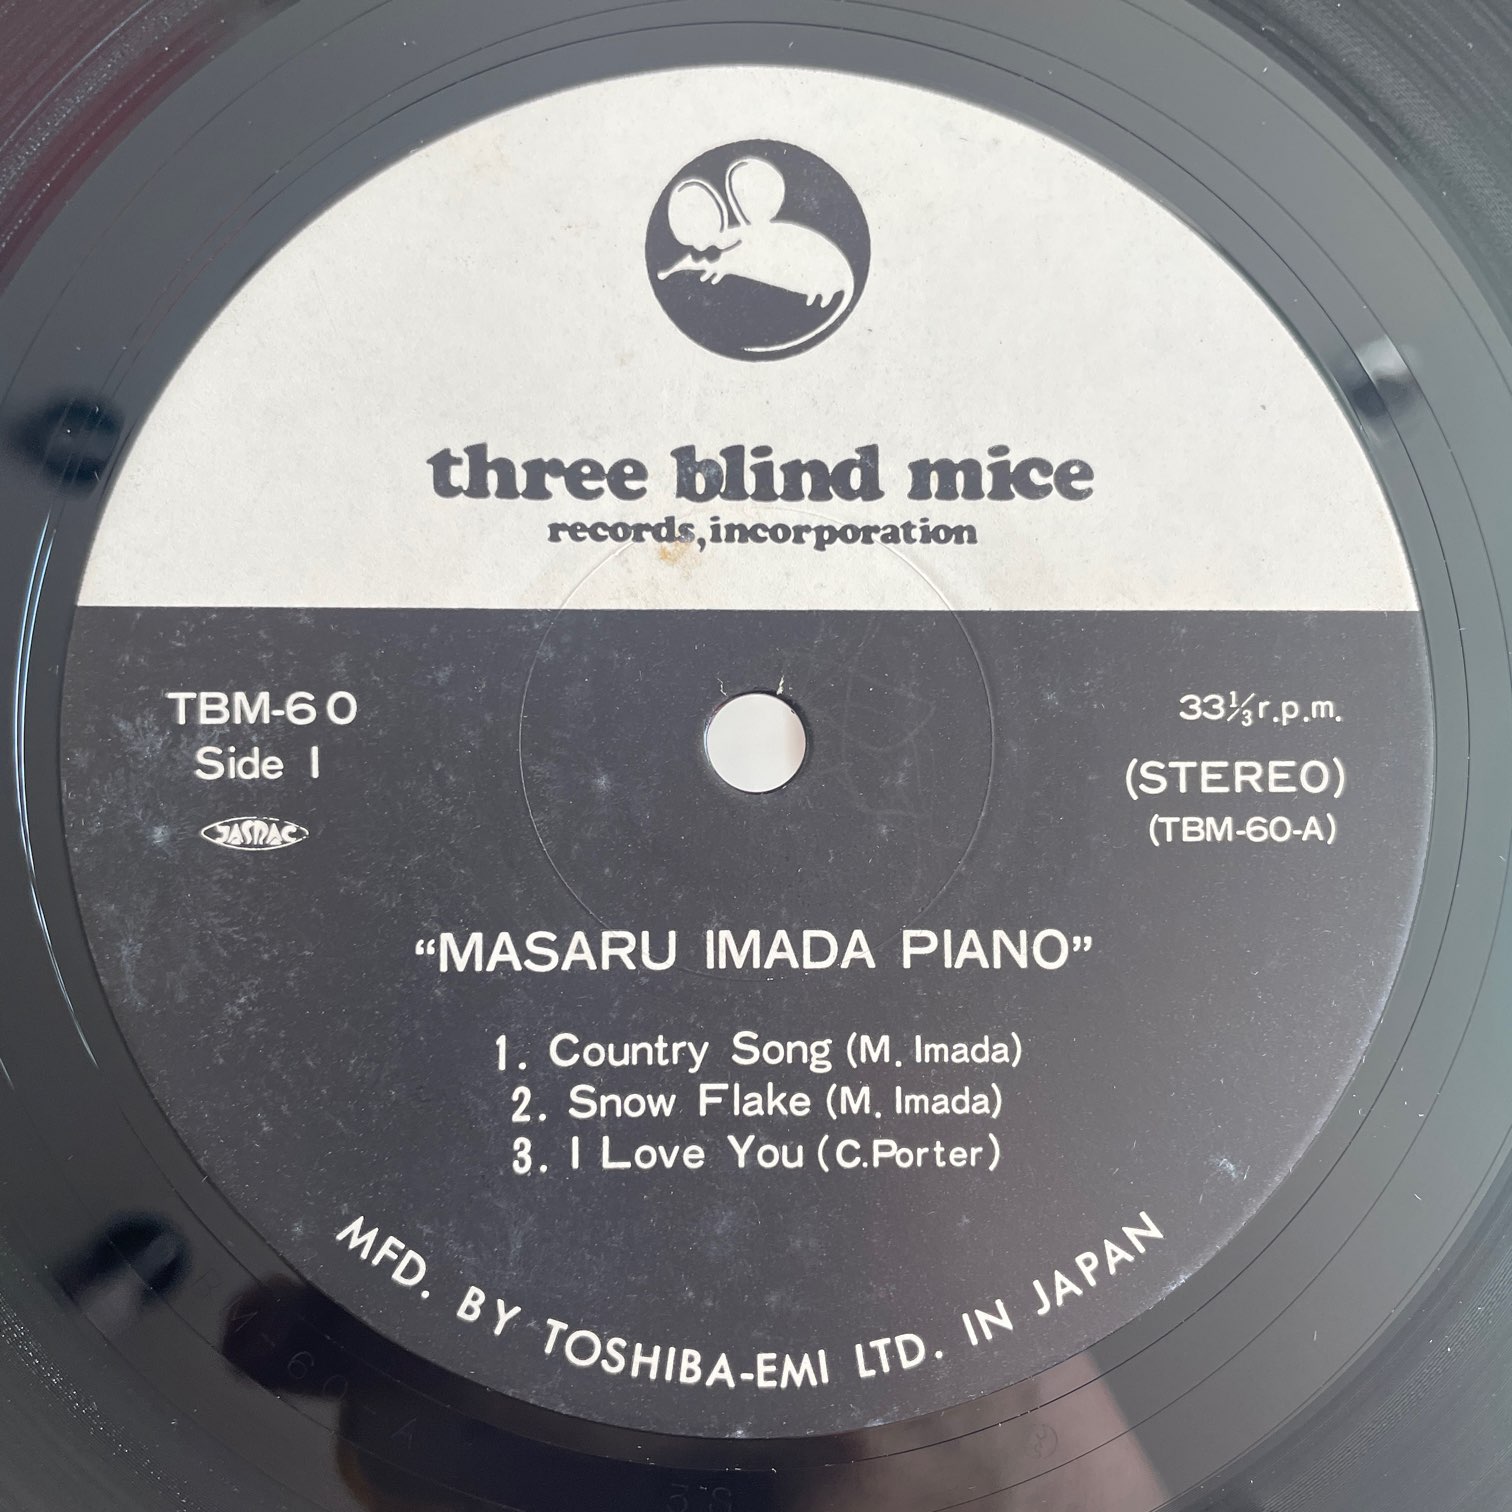 three blind mice
records, incorporation
TBM-60
Side 1
JASRAC
33⅓ r.p.m.
(STEREO)
(TBM-60-A)
“MASARU IMADA PIANO”
1. Country Song (M. Imada)
2. Snow Flake (M. Imada)
3. I Love You (C.Porter)
MFD. BY TOSHIBA-EMI LTD. IN JAPAN